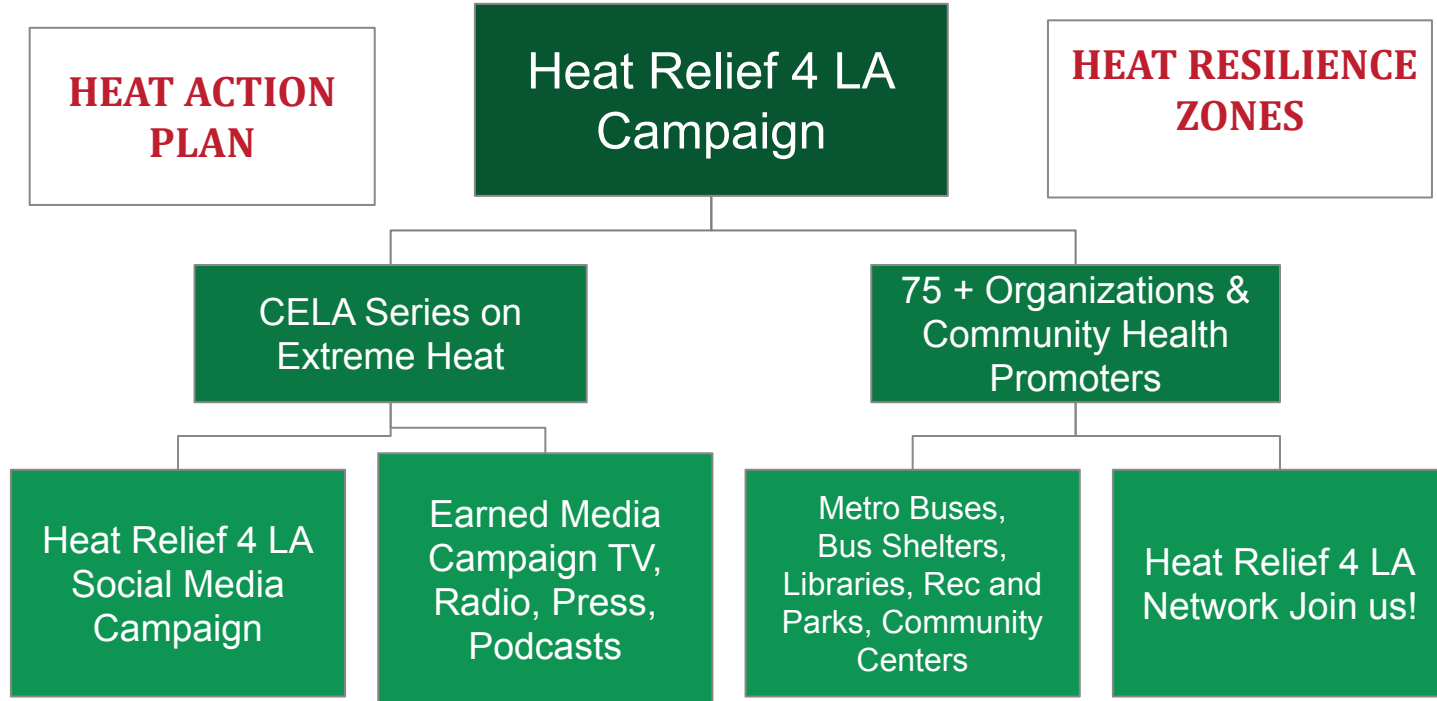 HEAT ACTION
PLAN
Heat Relief 4 LA
Campaign
HEAT RESILIENCE
ZONES
CELA Series on
Extreme Heat
75 + Organizations &
Community Health
Promoters
Heat Relief 4 LA
Social Media
Campaign
Earned Media
Campaign TV,
Radio, Press,
Podcasts
Metro Buses,
Bus Shelters,
Libraries, Rec and
Parks, Community
Centers
Heat Relief 4 LA
Network Join us!